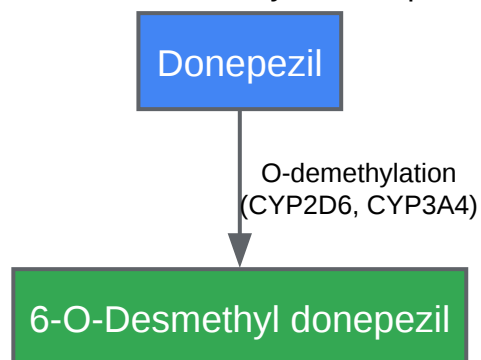 Donepezil
O-demethylation
(CYP2D6, CYP3A4)
6-O-Desmethyl donepezil